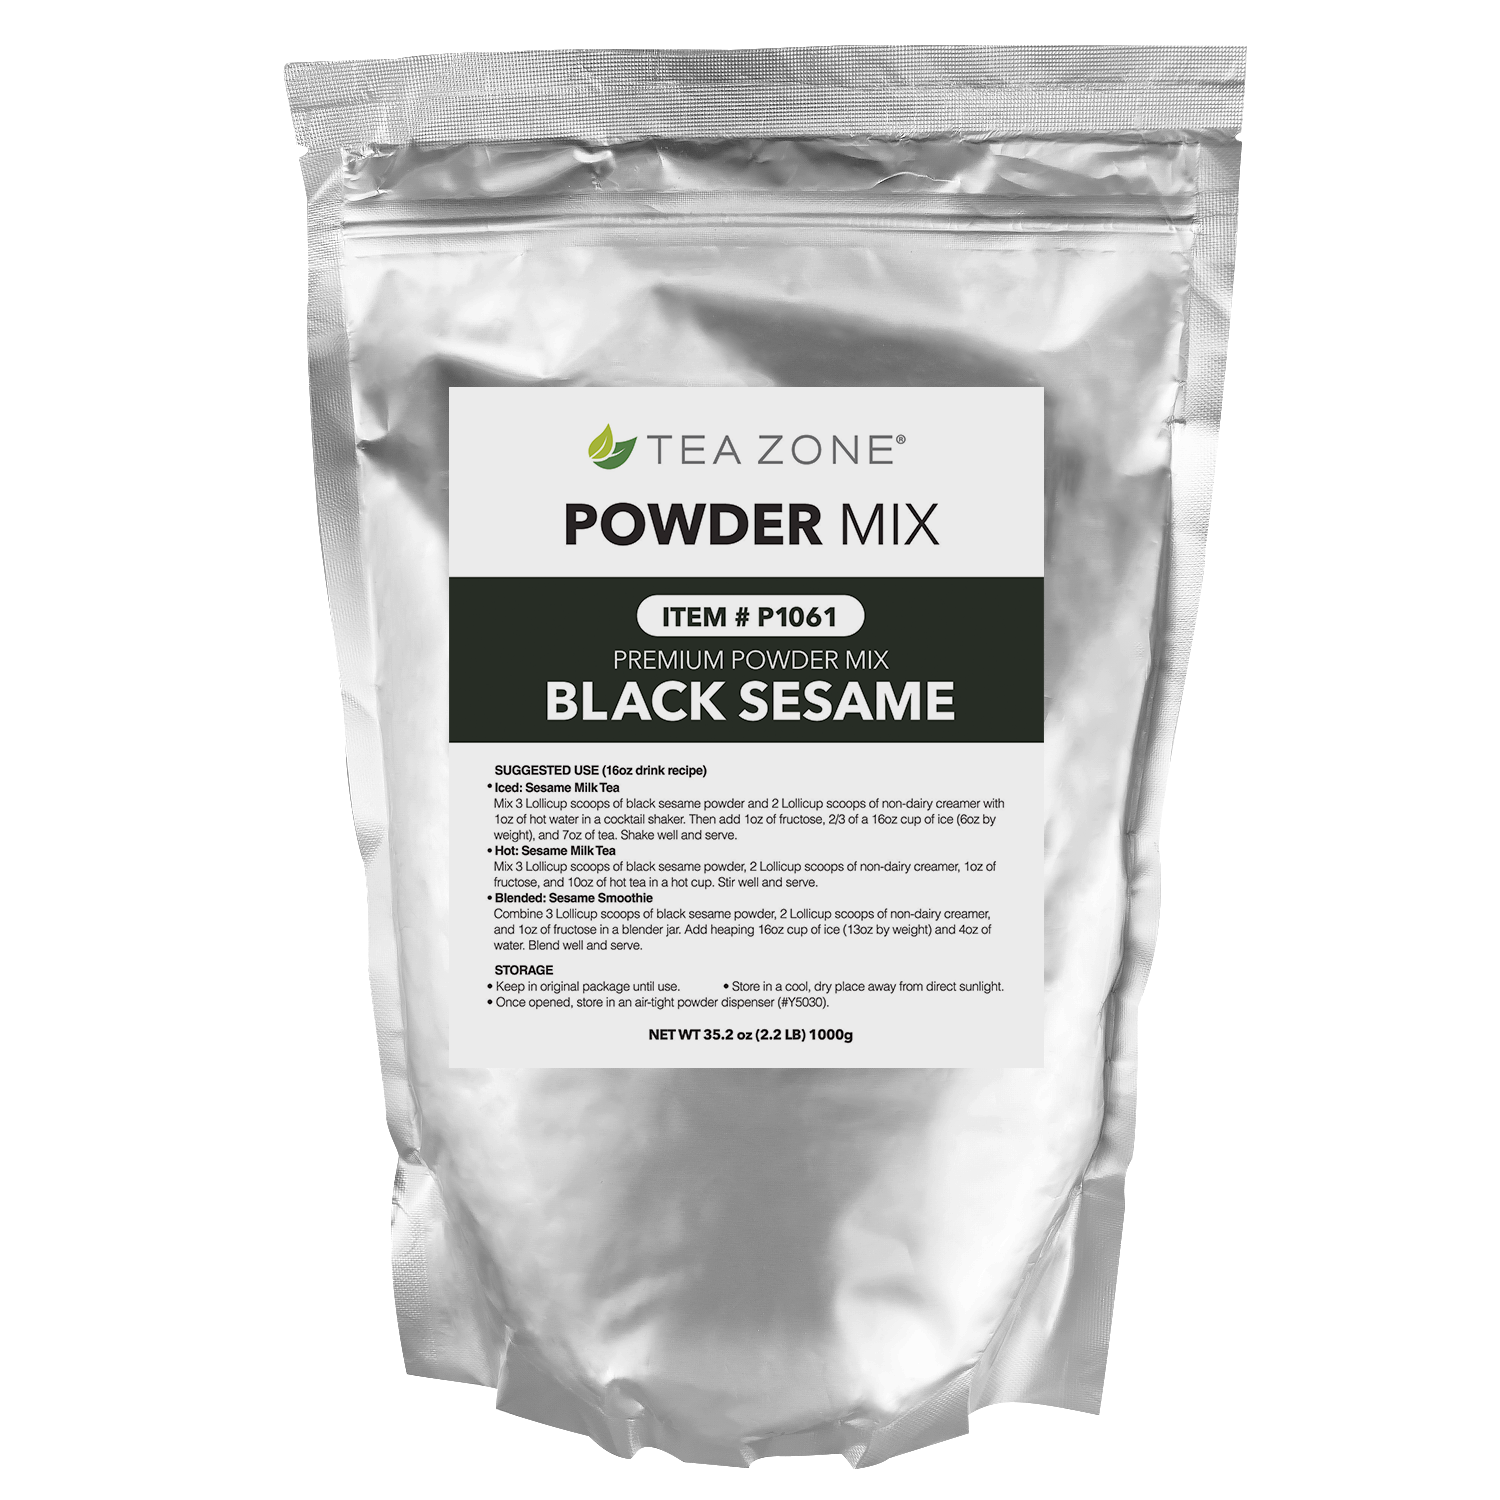 TEA ZONE®
POWDER MIX
ITEM # P1061
PREMIUM POWDER MIX
BLACK SESAME
SUGGESTED USE (16oz drink recipe)
• Iced: Sesame Milk Tea
Mix 3 Lollicup scoops of black sesame powder and 2 Lollicup scoops of non-dairy creamer with
1oz of hot water in a cocktail shaker. Then add 1oz of fructose, 2/3 of a 16oz cup of ice (6oz by
weight), and 7oz of tea. Shake well and serve.
• Hot: Sesame Milk Tea
Mix 3 Lollicup scoops of black sesame powder, 2 Lollicup scoops of non-dairy creamer, 1oz of
fructose, and 10oz of hot tea in a hot cup. Stir well and serve.
• Blended: Sesame Smoothie
Combine 3 Lollicup scoops of black sesame powder, 2 Lollicup scoops of non-dairy creamer,
and 1oz of fructose in a blender jar. Add heaping 16oz cup of ice (13oz by weight) and 4oz of
water. Blend well and serve.
STORAGE
• Keep in original package until use. • Store in a cool, dry place away from direct sunlight.
• Once opened, store in an air-tight powder dispenser (#Y5030).
NET WT 35.2 oz (2.2 LB) 1000g